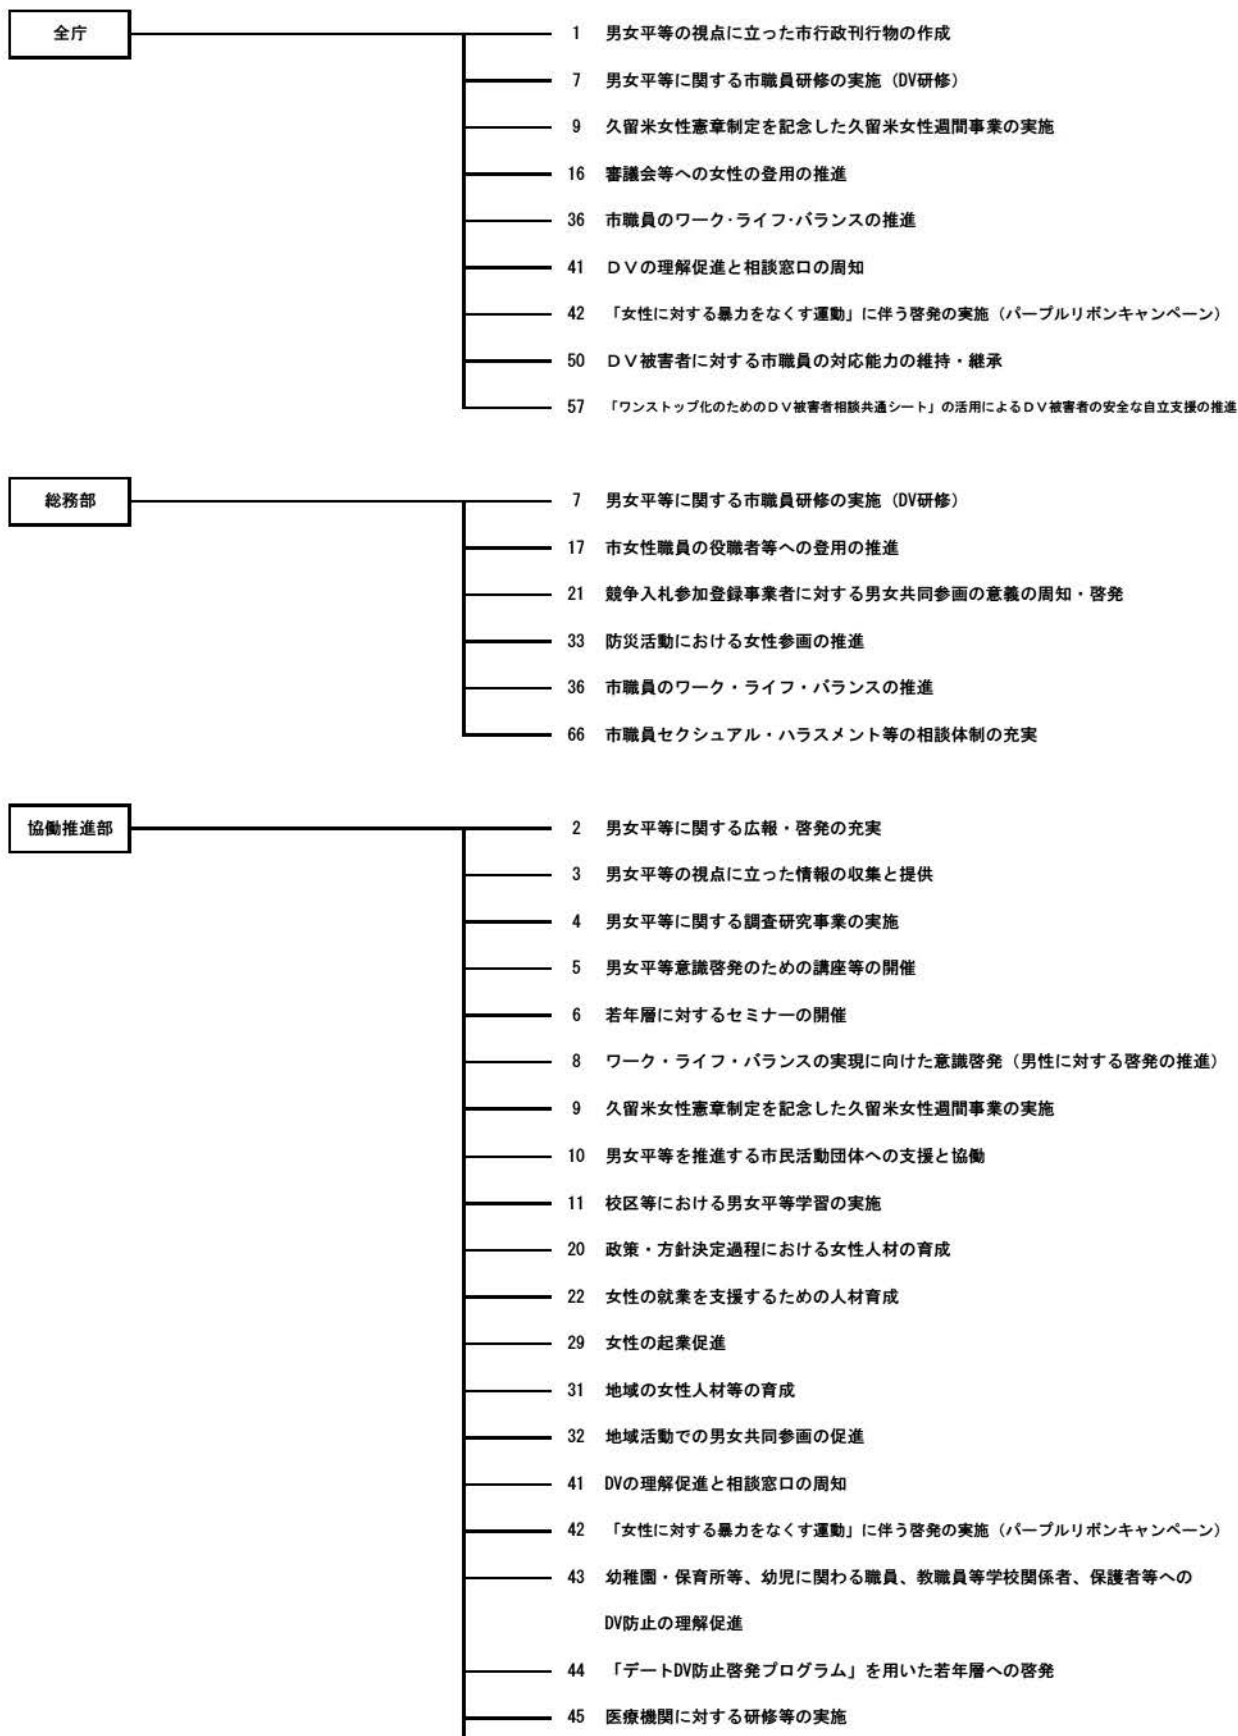 全庁
1 男女平等の視点に立った市行政刊行物の作成
7 男女平等に関する市職員研修の実施（DV研修）
9 久留米女性憲章制定を記念した久留米女性週間事業の実施
16 審議会等への女性の登用の推進
36 市職員のワーク・ライフ・バランスの推進
41 ＤＶの理解促進と相談窓口の周知
42 「女性に対する暴力をなくす運動」に伴う啓発の実施（パープルリボンキャンペーン）
50 ＤＶ被害者に対する市職員の対応能力の維持・継承
57 「ワンストップ化のためのＤＶ被害者相談共通シート」の活用によるＤＶ被害者の安全な自立支援の推進
総務部
7 男女平等に関する市職員研修の実施（DV研修）
17 市女性職員の役職者等への登用の推進
21 競争入札参加登録事業者に対する男女共同参画の意義の周知・啓発
33 防災活動における女性参画の推進
36 市職員のワーク・ライフ・バランスの推進
66 市職員セクシュアル・ハラスメント等の相談体制の充実
協働推進部
2 男女平等に関する広報・啓発の充実
3 男女平等の視点に立った情報の収集と提供
4 男女平等に関する調査研究事業の実施
5 男女平等意識啓発のための講座等の開催
6 若年層に対するセミナーの開催
8 ワーク・ライフ・バランスの実現に向けた意識啓発（男性に対する啓発の推進）
9 久留米女性憲章制定を記念した久留米女性週間事業の実施
10 男女平等を推進する市民活動団体への支援と協働
11 校区等における男女平等学習の実施
20 政策・方針決定過程における女性人材の育成
22 女性の就業を支援するための人材育成
29 女性の起業促進
31 地域の女性人材等の育成
32 地域活動での男女共同参画の促進
41 DVの理解促進と相談窓口の周知
42 「女性に対する暴力をなくす運動」に伴う啓発の実施（パープルリボンキャンペーン）
43 幼稚園・保育所等、幼児に関わる職員、教職員等学校関係者、保護者等への
DV防止の理解促進
44 「デートDV防止啓発プログラム」を用いた若年層への啓発
45 医療機関に対する研修等の実施